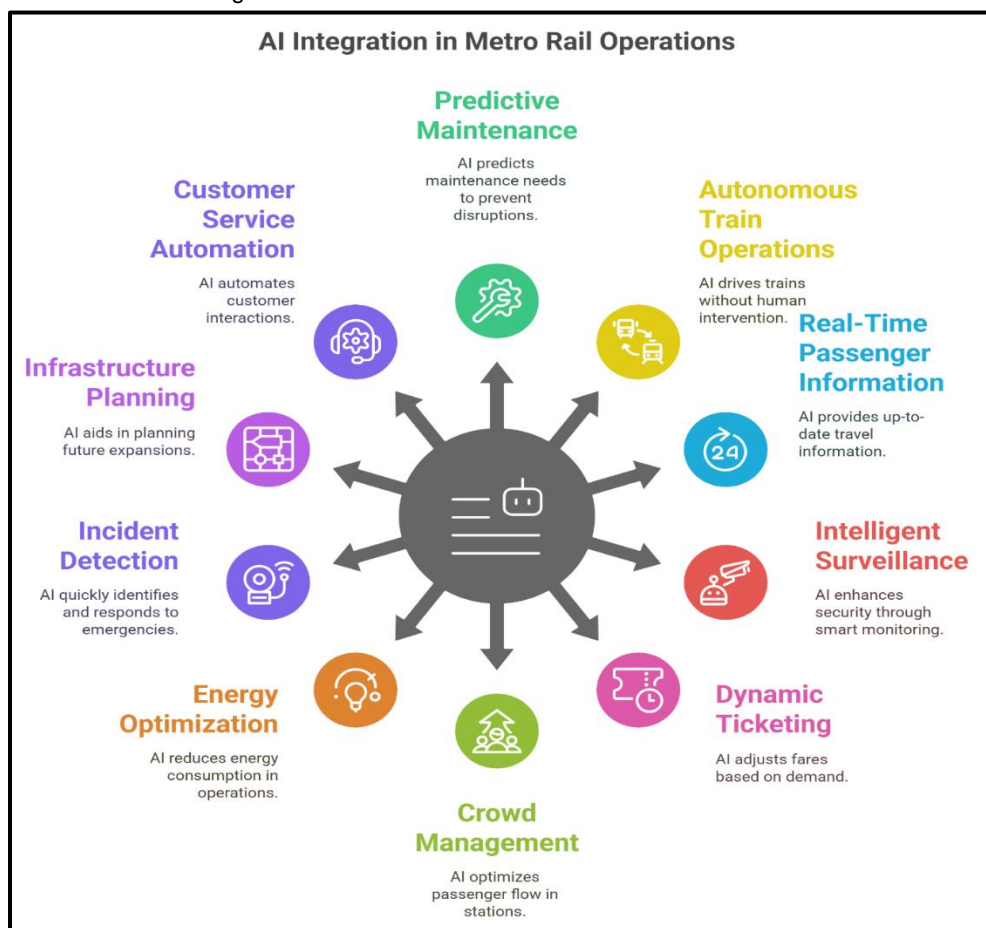 AI Integration in Metro Rail Operations
Predictive
Maintenance
AI predicts
maintenance needs
to prevent
disruptions.
Customer
Service
Automation
AI automates
customer
interactions.
Autonomous
Train
Operations
AI drives trains
without human
intervention.
Infrastructure
Planning
AI aids in planning
future expansions.
Real-Time
Passenger
Information
AI provides up-to-
date travel
information.
24
Incident
Detection
AI quickly identifies
and responds to
emergencies.
Intelligent
Surveillance
AI enhances
security through
smart monitoring.
Energy
Optimization
AI reduces energy
consumption in
operations.
Dynamic
Ticketing
AI adjusts fares
based on demand.
Crowd
Management
AI optimizes
passenger flow in
stations.